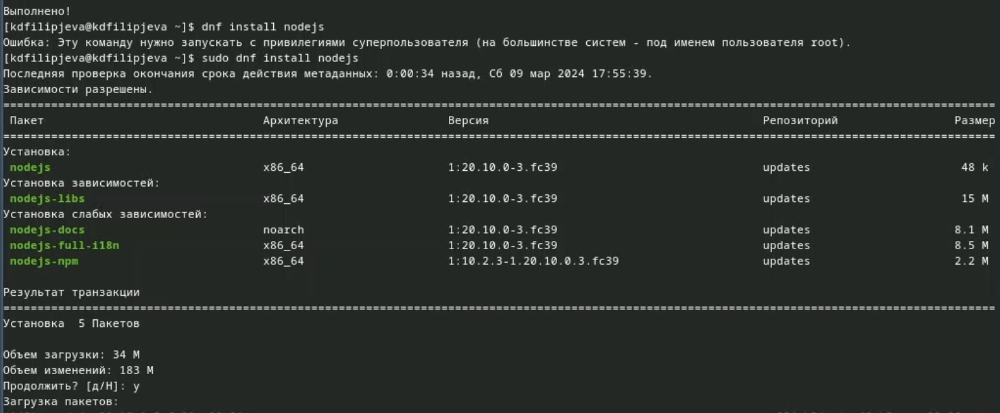 Выполнено!
[kdfilipjeva@kdfilipjeva ~]$ dnf install nodejs
Ошибка: Эту команду нужно запускать с привилегиями суперпользователя (на большинстве систем - под именем пользователя root).
[kdfilipjeva@kdfilipjeva ~]$ sudo dnf install nodejs
Последняя проверка окончания срока действия метаданных: 0:00:34 назад, Сб 09 мар 2024 17:55:39.
Зависимости разрешены.
================================================================================
Пакет Архитектура Версия Репозиторий Размер
================================================================================
Установка:
nodejs x86_64 1:20.10.0-3.fc39 updates 48 k
Установка зависимостей:
nodejs-libs x86_64 1:20.10.0-3.fc39 updates 15 M
Установка слабых зависимостей:
nodejs-docs noarch 1:20.10.0-3.fc39 updates 8.1 M
nodejs-full-i18n x86_64 1:20.10.0-3.fc39 updates 8.5 M
nodejs-npm x86_64 1:10.2.3-1.20.10.0.3.fc39 updates 2.2 M
Результат транзакции
================================================================================
Установка 5 Пакетов
Объем загрузки: 34 M
Объем изменений: 183 M
Продолжить? [д/Н]: y
Загрузка пакетов: